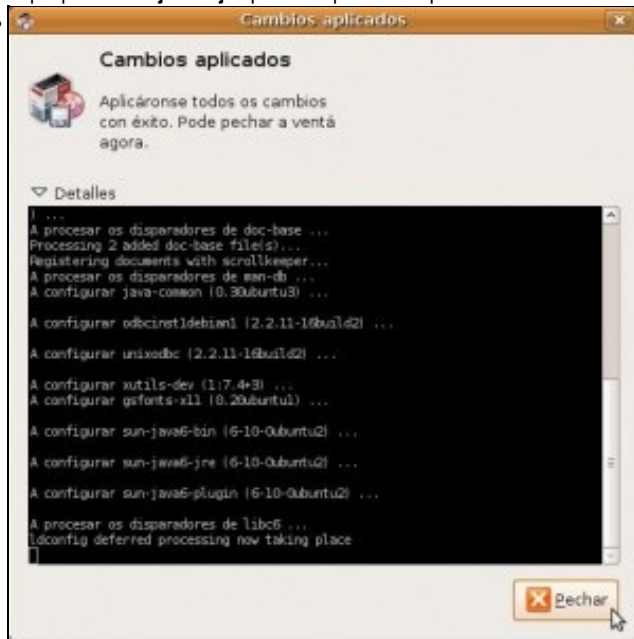 Cambios aplicados
Cambios aplicados
Aplicáronse todos os cambios
con éxito. Pode pechar a ventá
agora.
Detalles
) ...
A procesar os disparadores de doc-base ...
Processing 2 added doc-base file(s)...
Registering documents with scrollkeeper...
A procesar os disparadores de man-db ...
A configurar java-common (0.30ubuntu3) ...
A configurar odbcinst1debian1 (2.2.11-16build2) ...
A configurar unixodbc (2.2.11-16build2) ...
A configurar xutils-dev (1:7.4+3) ...
A configurar gsfonts-x11 (0.20ubuntu1) ...
A configurar sun-java6-bin (6-10-0ubuntu2) ...
A configurar sun-java6-jre (6-10-0ubuntu2) ...
A configurar sun-java6-plugin (6-10-0ubuntu2) ...
A procesar os disparadores de libc6 ...
ldconfig deferred processing now taking place
Pechar